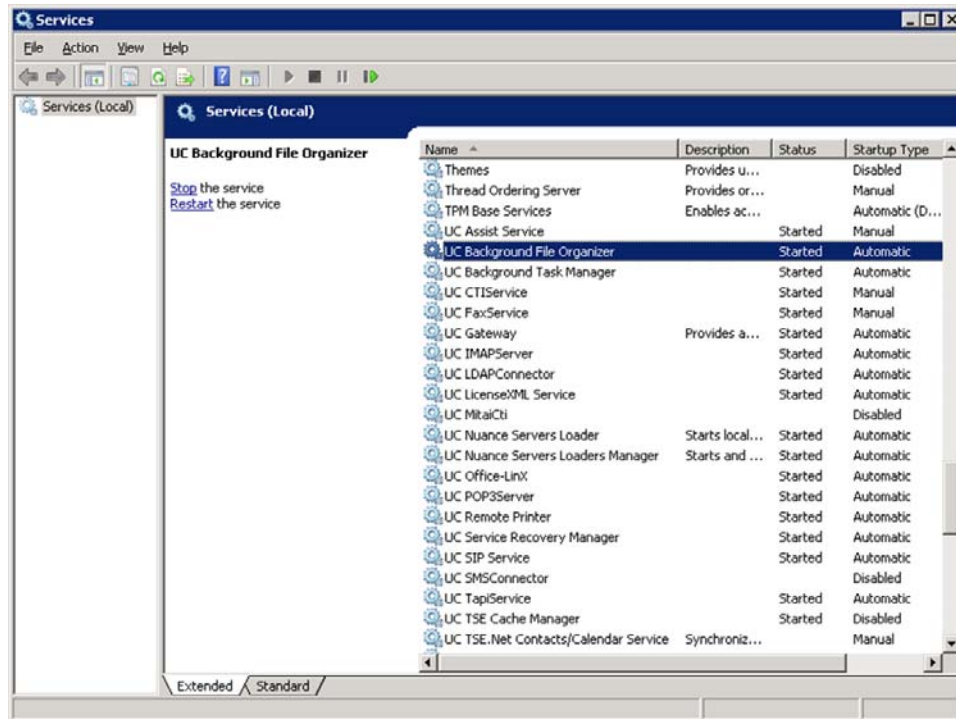 Services
File Action View Help
Services (Local)
Services (Local)
UC Background File Organizer
Stop the service
Restart the service
Name Description Status Startup Type
Themes Provides u... Disabled
Thread Ordering Server Provides or... Manual
TPM Base Services Enables ac... Automatic (D...
UC Assist Service Started Manual
UC Background File Organizer Started Automatic
UC Background Task Manager Started Automatic
UC CTIService Started Manual
UC FaxService Started Manual
UC Gateway Provides a... Started Automatic
UC IMAPServer Started Automatic
UC LDAPConnector Started Automatic
UC LicenseXML Service Started Automatic
UC MitaiCti Disabled
UC Nuance Servers Loader Starts local... Started Automatic
UC Nuance Servers Loaders Manager Starts and ... Started Automatic
UC Office-LinX Started Automatic
UC POP3Server Started Automatic
UC Remote Printer Started Automatic
UC Service Recovery Manager Started Automatic
UC SIP Service Started Automatic
UC SMSConnector Disabled
UC TapiService Started Automatic
UC TSE Cache Manager Started Disabled
UC TSE.Net Contacts/Calendar Service Synchroniz... Manual
Extended Standard